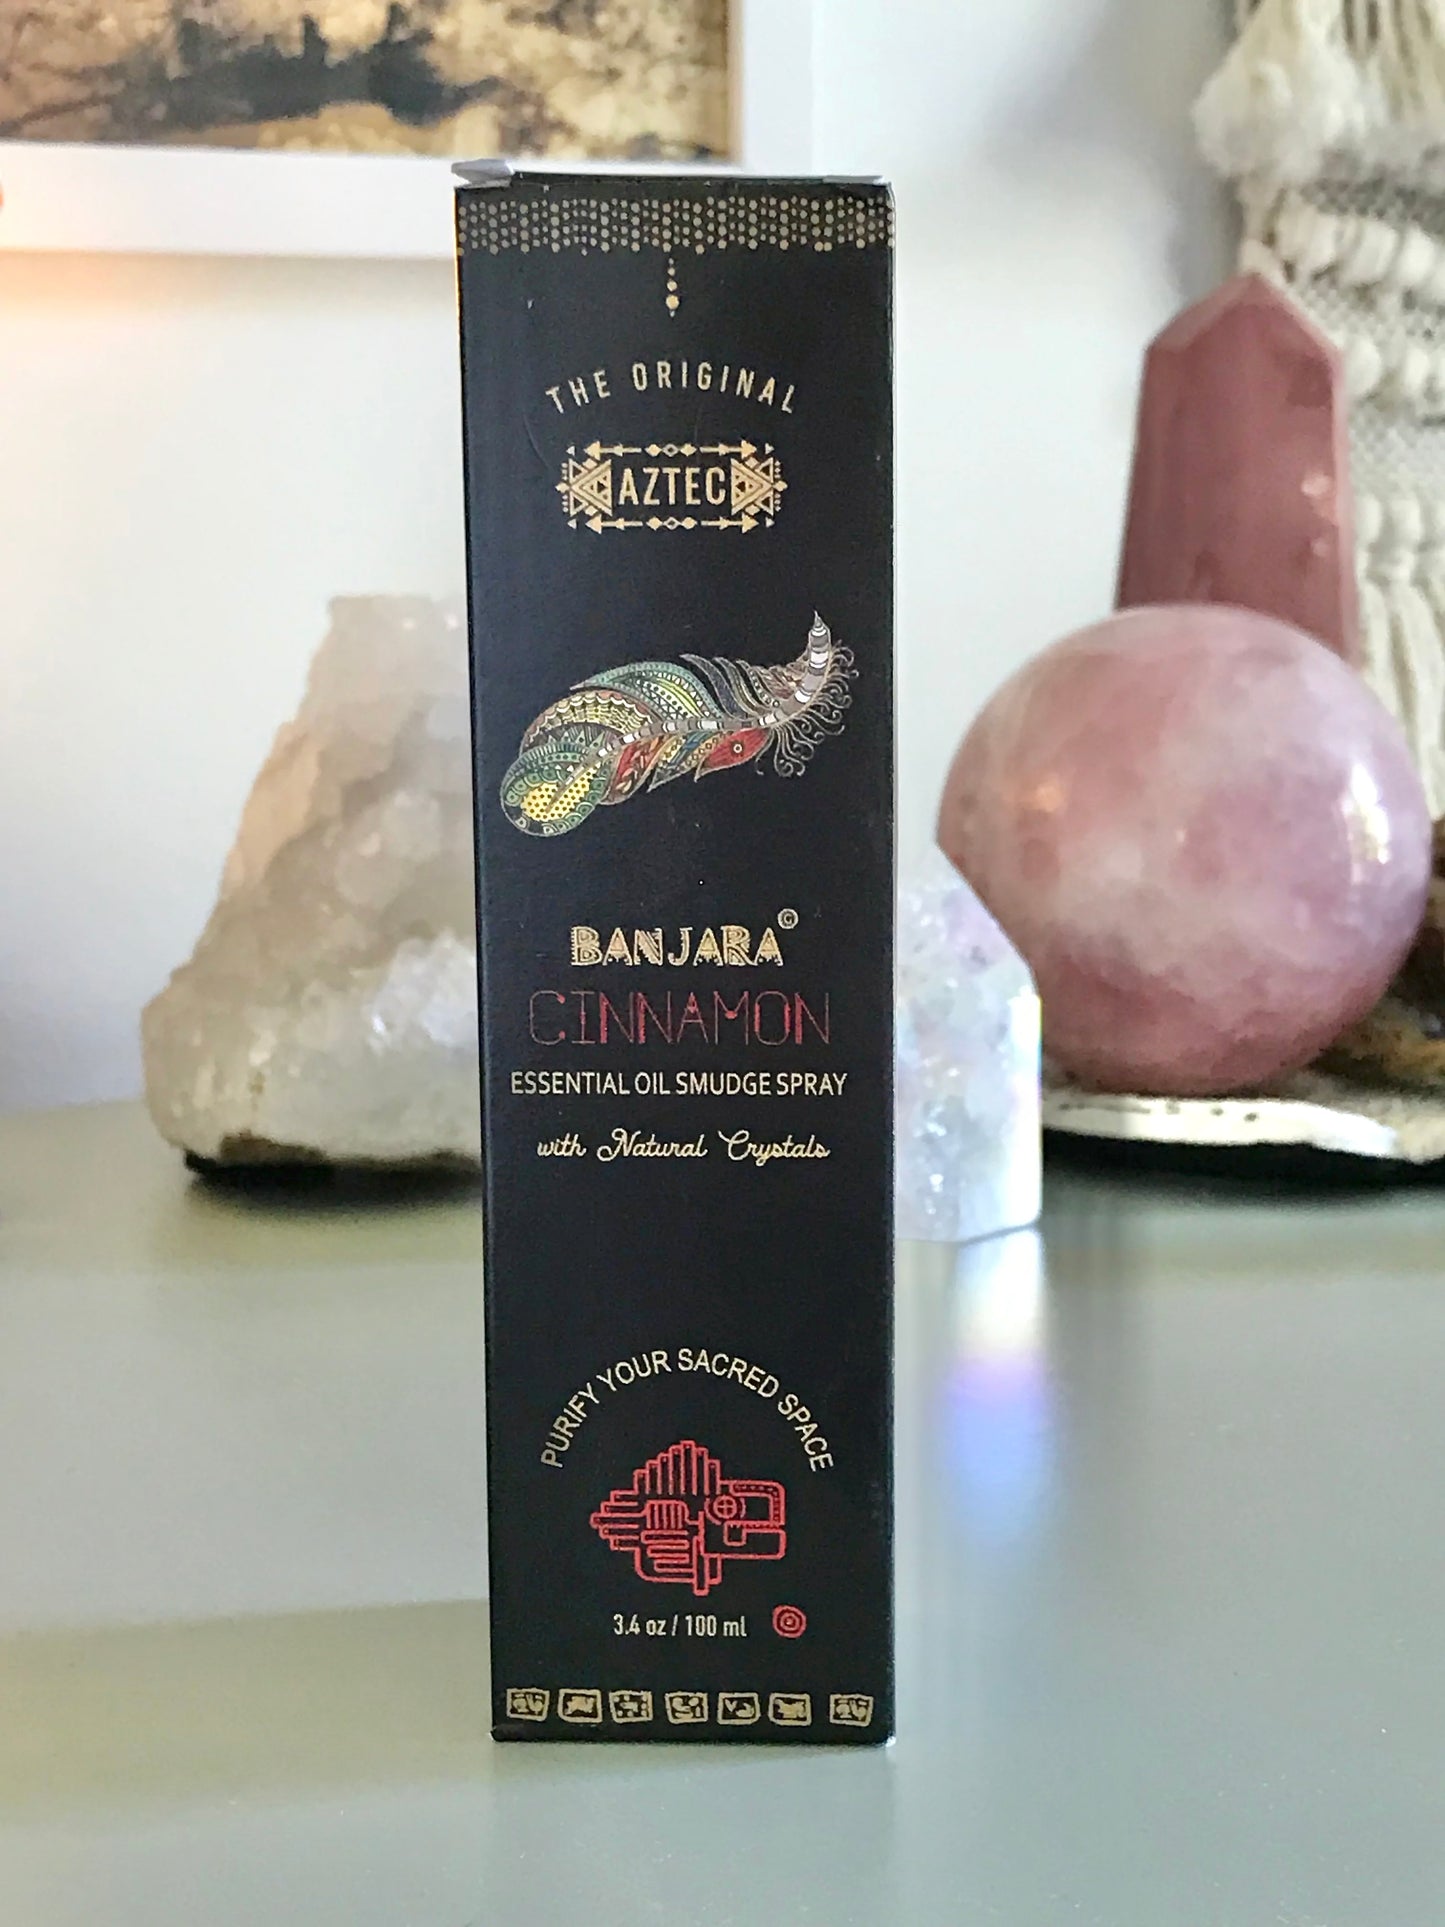 THE ORIGINAL
AZTEC
BANJARA©
CINNAMON
ESSENTIAL OIL SMUDGE SPRAY
with Natural Crystals
PURIFY YOUR SACRED SPACE
3.4 oz / 100 ml